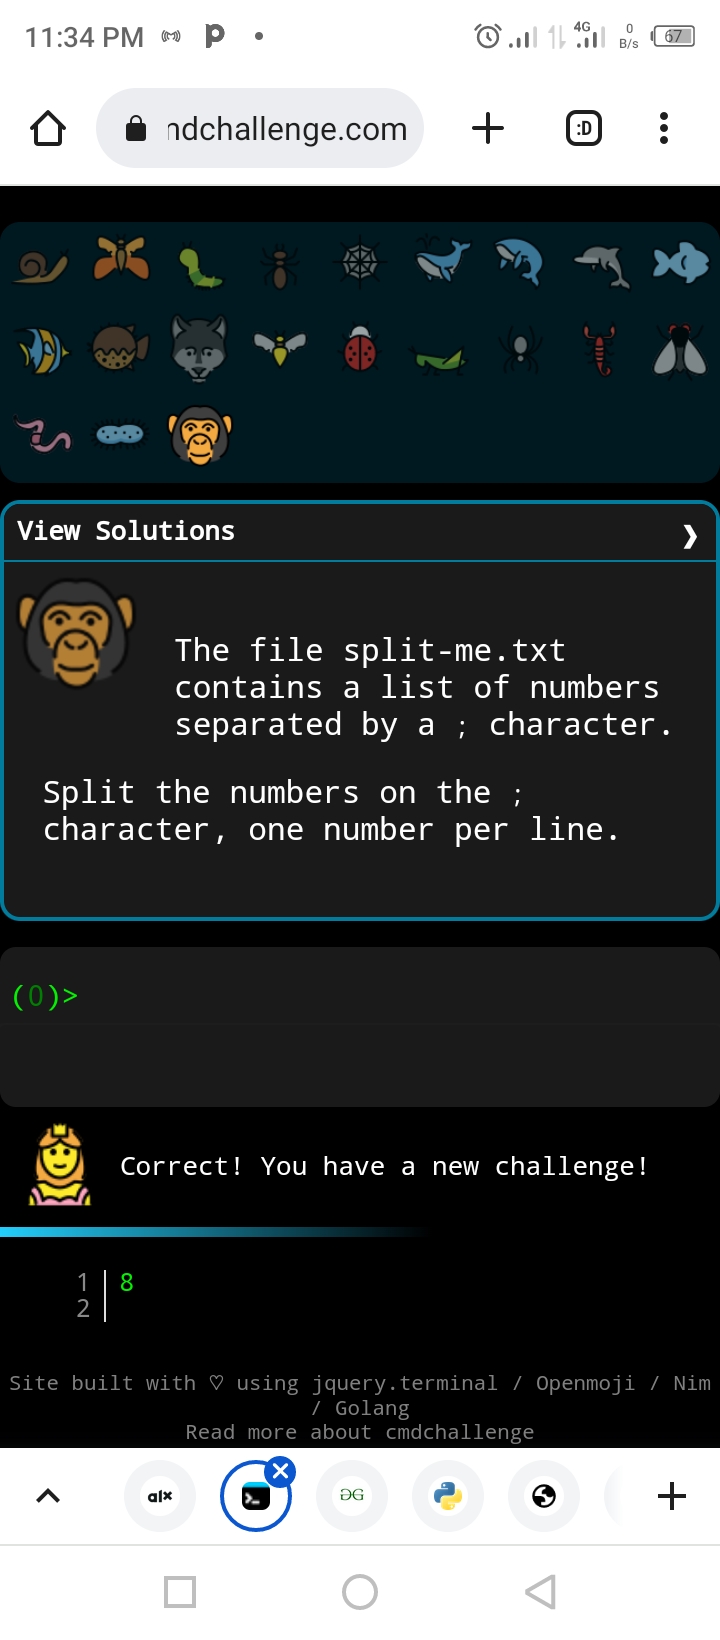 11:34 PM
4G
0
B/s
67
ndchallenge.com
:D
View Solutions
The file split-me.txt
contains a list of numbers
separated by a ; character.
Split the numbers on the ;
character, one number per line.
(0)>
Correct! You have a new challenge!
1 8
2
Site built with ♡ using jquery.terminal / Openmoji / Nim
/ Golang
Read more about cmdchallenge
alx